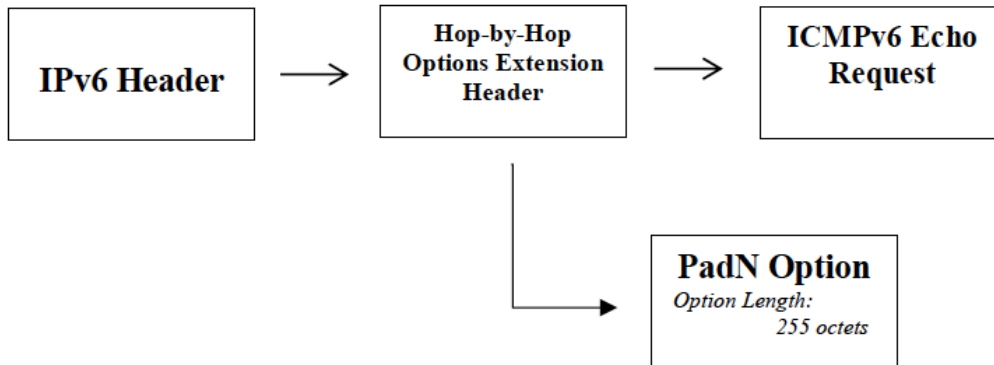 IPv6 Header
Hop-by-Hop
Options Extension
Header
ICMPv6 Echo
Request
PadN Option
Option Length:
255 octets